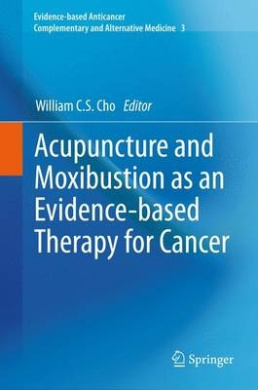 Evidence-based Anticancer
Complementary and Alternative Medicine 3
William C.S. Cho Editor
Acupuncture and
Moxibustion as an
Evidence-based
Therapy for Cancer
Springer